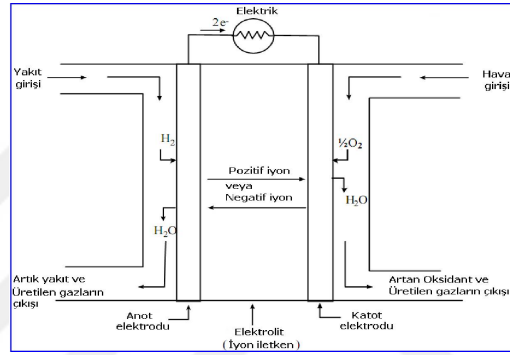 Elektrik
2e-
Yakıt
girişi
Hava
girişi
H2
½O2
Pozitif iyon
veya
Negatif iyon
H2O
H2O
Artık yakıt ve
Üretilen gazların
çıkışı
Artan Oksidant ve
Üretilen gazların çıkışı
Anot
elektrodu
Elektrolit
( İyon iletken )
Katot
elektrodu